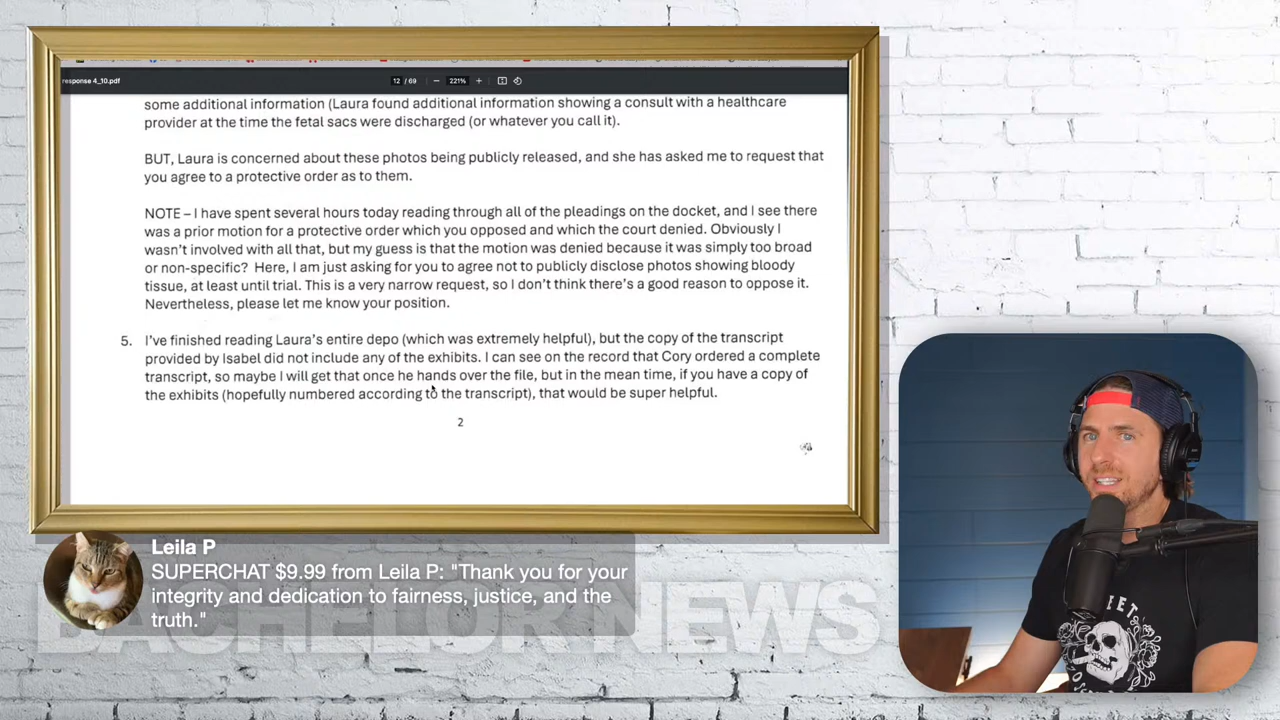 response 4_10.pdf
12 / 69
221%
some additional information (Laura found additional information showing a consult with a healthcare
provider at the time the fetal sacs were discharged (or whatever you call it).
BUT, Laura is concerned about these photos being publicly released, and she has asked me to request that
you agree to a protective order as to them.
NOTE – I have spent several hours today reading through all of the pleadings on the docket, and I see there
was a prior motion for a protective order which you opposed and which the court denied. Obviously I
wasn't involved with all that, but my guess is that the motion was denied because it was simply too broad
or non-specific? Here, I am just asking for you to agree not to publicly disclose photos showing bloody
tissue, at least until trial. This is a very narrow request, so I don't think there's a good reason to oppose it.
Nevertheless, please let me know your position.
5. I've finished reading Laura's entire depo (which was extremely helpful), but the copy of the transcript
provided by Isabel did not include any of the exhibits. I can see on the record that Cory ordered a complete
transcript, so maybe I will get that once he hands over the file, but in the mean time, if you have a copy of
the exhibits (hopefully numbered according to the transcript), that would be super helpful.
2
Leila P
SUPERCHAT $9.99 from Leila P: "Thank you for your
integrity and dedication to fairness, justice, and the
truth."
BACHELOR NEWS